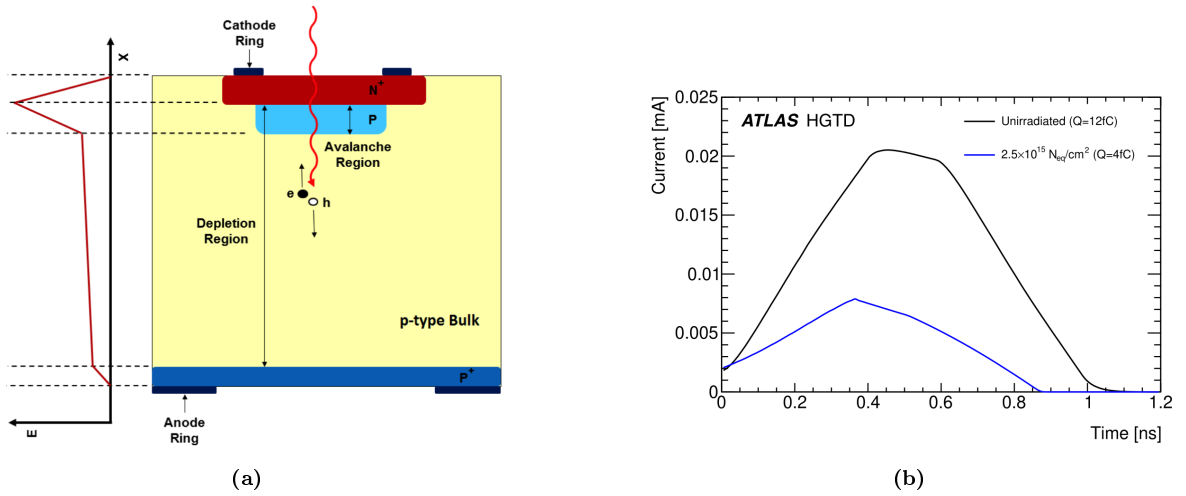 Cathode
Ring
X
N+
P
Avalanche
Region
e
h
Depletion
Region
p-type Bulk
P+
E
Anode
Ring
(a)
Current [mA]
0.025
0.02
0.015
0.01
0.005
0
ATLAS HGTD
Unirradiated (Q=12fC)
2.5×10^15 N_eq/cm^2 (Q=4fC)
0 0.2 0.4 0.6 0.8 1 1.2
Time [ns]
(b)